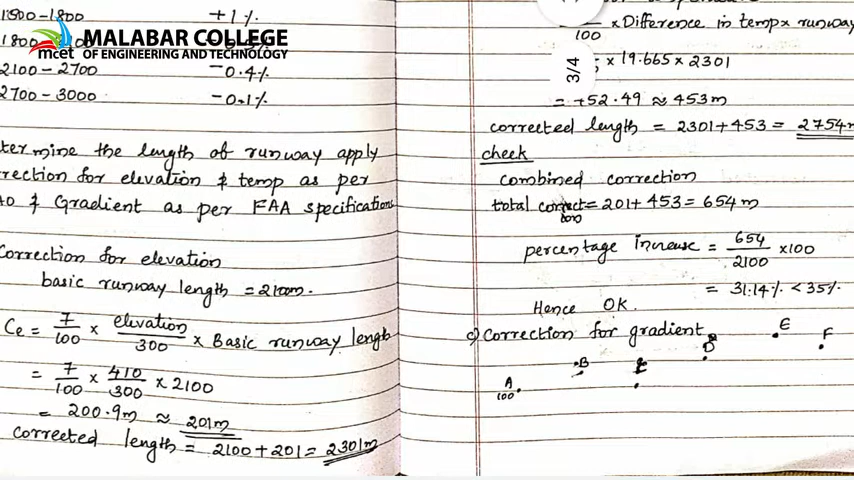 1500-1800 +1%
1800
MALABAR COLLEGE
OF ENGINEERING AND TECHNOLOGY
mcet
2100 - 2700 -0.4%
2700 - 3000 -0.1%
termine the length of runway apply
rection for elevation & temp as per
AO & Gradient as per FAA specifications
Correction for elevation
basic runway length = 2100m.
Ce = 7/100 × elevation/300 × Basic runway length
= 7/100 × 410/300 × 2100
= 200.9m ≈ 201m
corrected length = 2100 + 201 = 2301m
/100 × Difference in temp × runway
3/4
× 19.665 × 2301
= 452.49 ≈ 453m
corrected length = 2301 + 453 = 2754m
check
combined correction
total correct = 201 + 453 = 654m
percentage increase = 654/2100 × 100
= 31.14% < 35%
Hence OK.
c) Correction for gradient
A
100
B
D
E
F